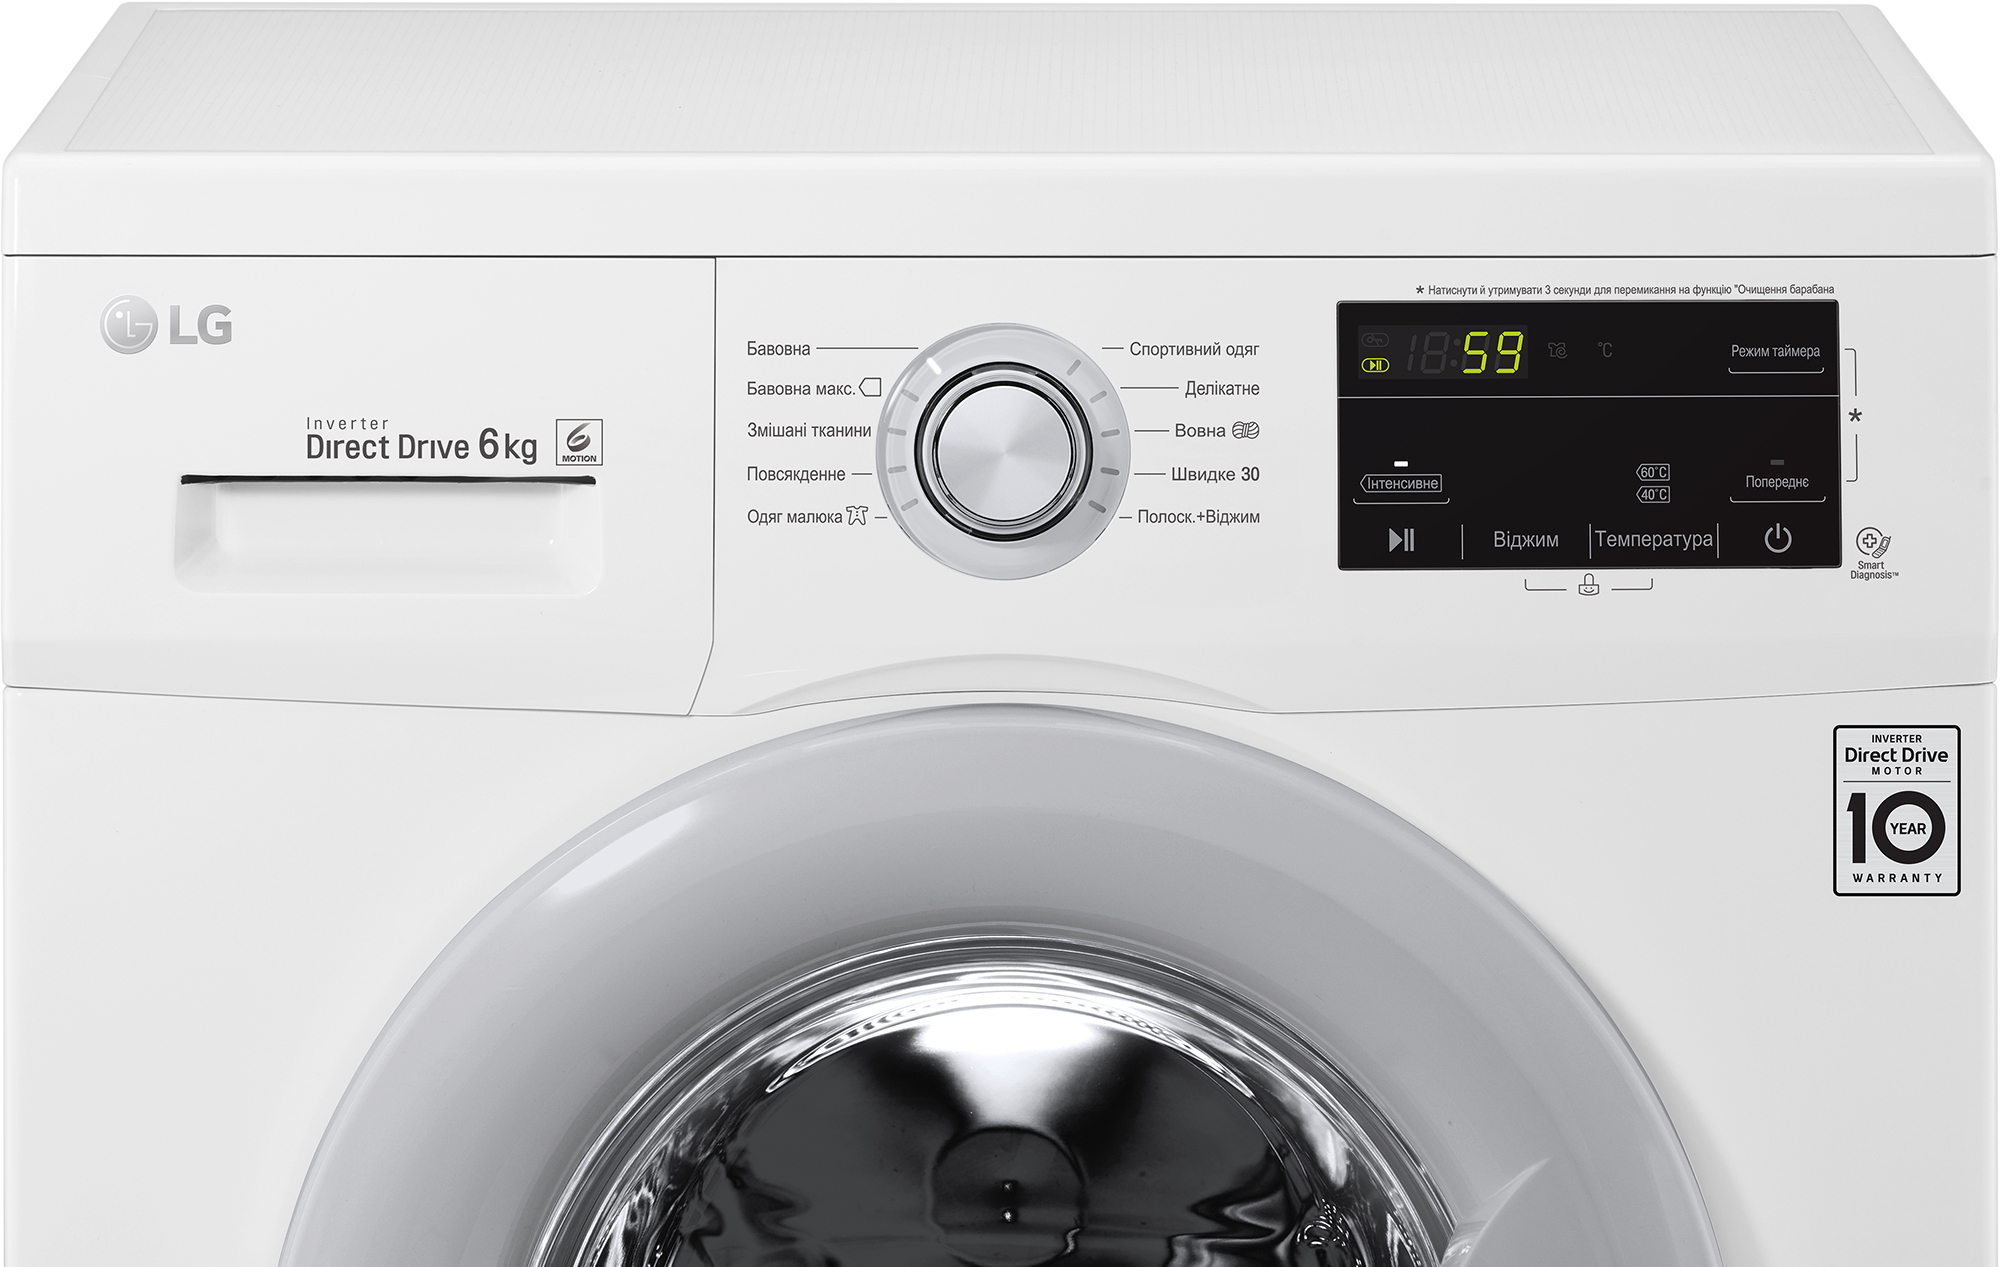 LG
Inverter
Direct Drive 6kg
6 MOTION
Бавовна
Бавовна макс.
Змішані тканини
Повсякденне
Одяг малюка
Спортивний одяг
Делікатне
Вовна
Швидке 30
Полоск.+Віджим
* Натиснути й утримувати 3 секунди для перемикання на функцію "Очищення барабана
18:59 °C
Режим таймера
*
Інтенсивне
60°C
40°C
Попереднє
Віджим
Температура
Smart
Diagnosis™
INVERTER
Direct Drive
MOTOR
10 YEAR
WARRANTY